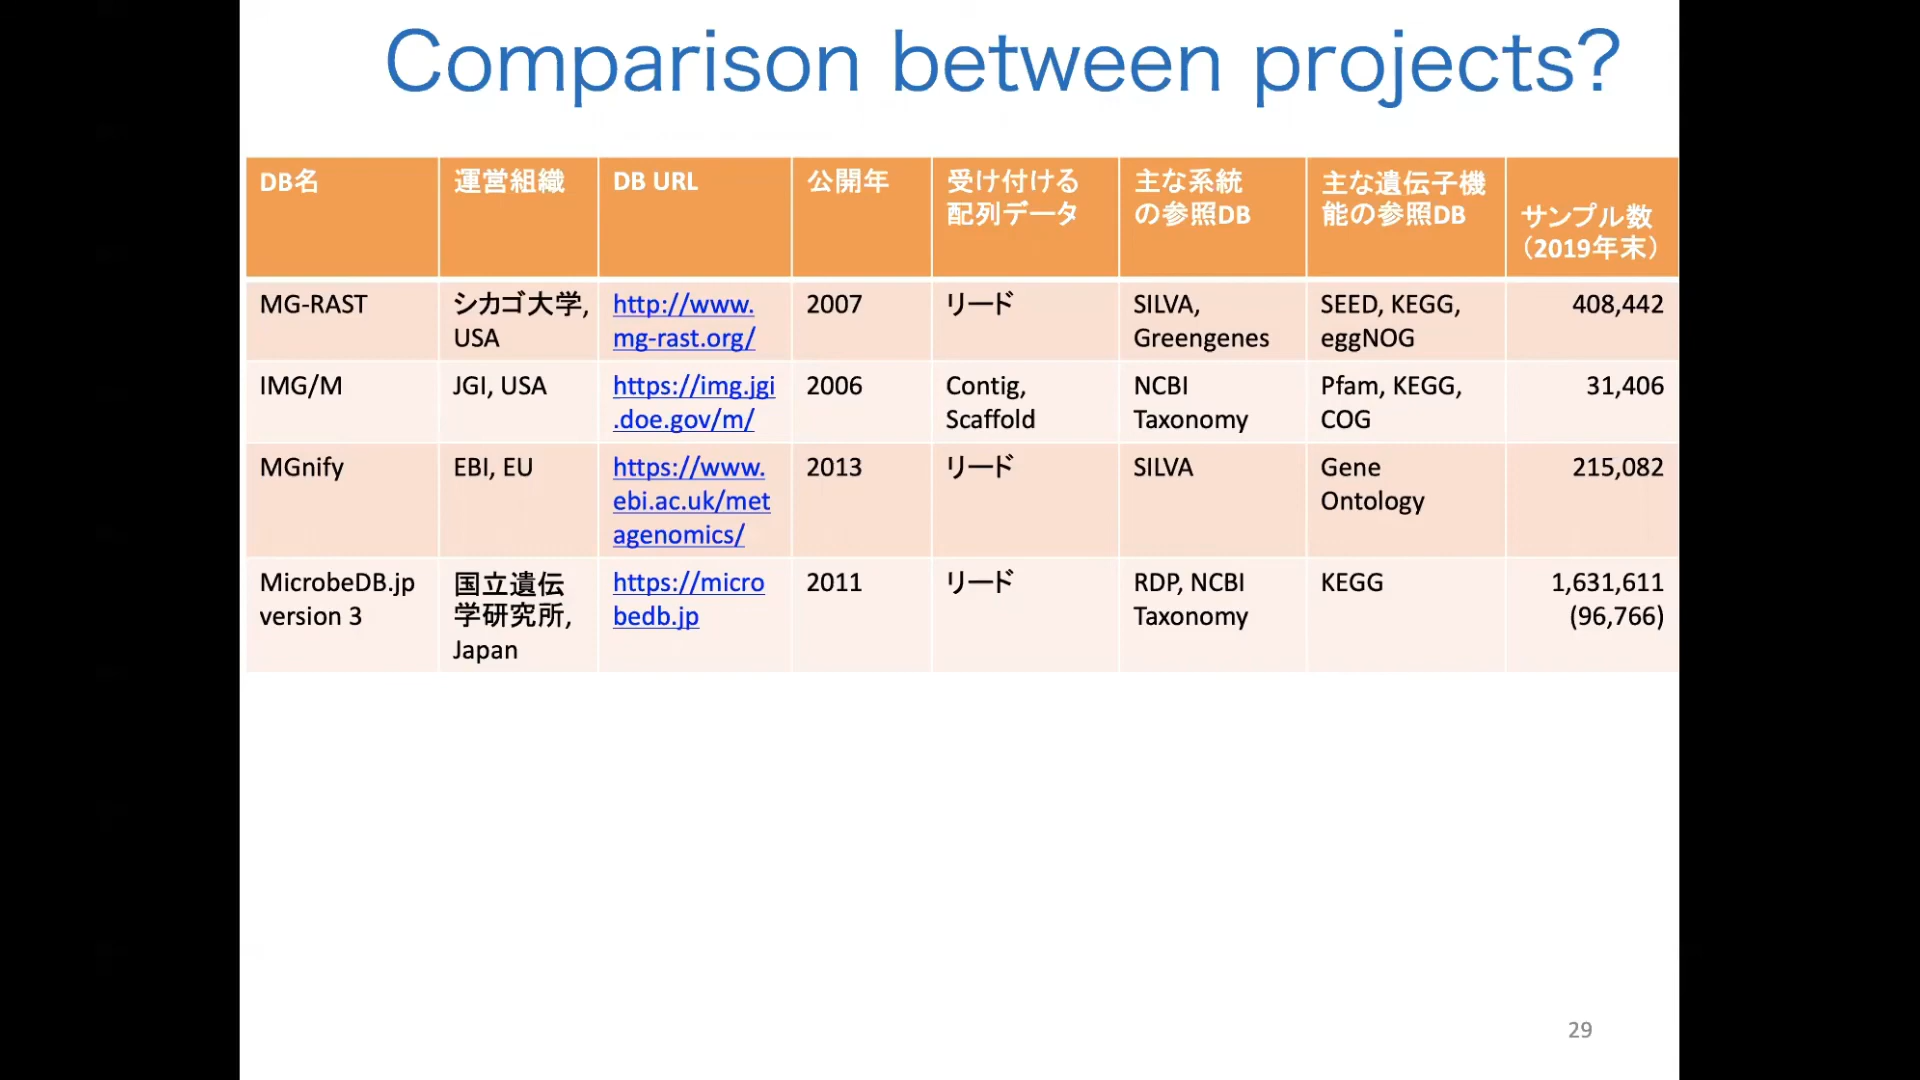 Comparison between projects?
DB名
運営組織
DB URL
公開年
受け付ける
配列データ
主な系統
の参照DB
主な遺伝子機
能の参照DB
サンプル数
（2019年末）
MG-RAST
シカゴ大学,
USA
http://www.
mg-rast.org/
2007
リード
SILVA,
Greengenes
SEED, KEGG,
eggNOG
408,442
IMG/M
JGI, USA
https://img.jgi
.doe.gov/m/
2006
Contig,
Scaffold
NCBI
Taxonomy
Pfam, KEGG,
COG
31,406
MGnify
EBI, EU
https://www.
ebi.ac.uk/met
agenomics/
2013
リード
SILVA
Gene
Ontology
215,082
MicrobeDB.jp
version 3
国立遺伝
学研究所,
Japan
https://micro
bedb.jp
2011
リード
RDP, NCBI
Taxonomy
KEGG
1,631,611
(96,766)
29